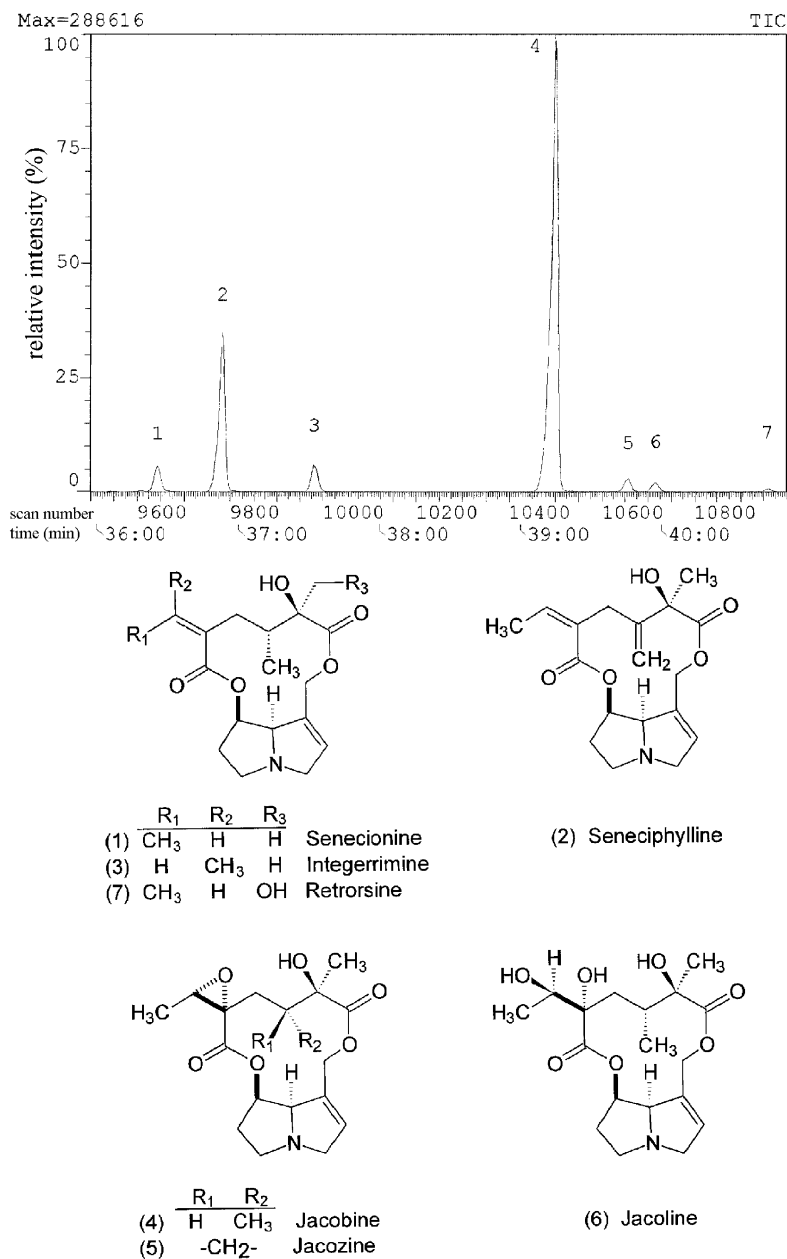 Max=288616 TIC
100
4
75
relative intensity (%)
50
2
25
1
3
5 6
7
0
scan number 9600 9800 10000 10200 10400 10600 10800
time (min) 36:00 37:00 38:00 39:00 40:00
R2
HO
R3
R1
O
CH3
O
O
O
H
N
R1 R2 R3
(1) CH3 H H Senecionine
(3) H CH3 H Integerrimine
(7) CH3 H OH Retrorsine
HO CH3
H3C
O
CH2
O
O
O
H
N
(2) Seneciphylline
O
HO CH3
H3C
O
R1 R2
O
O
O
H
N
R1 R2
(4) H CH3 Jacobine
(5) -CH2- Jacozine
H
HO OH HO CH3
H3C
O
CH3
O
O
O
H
N
(6) Jacoline